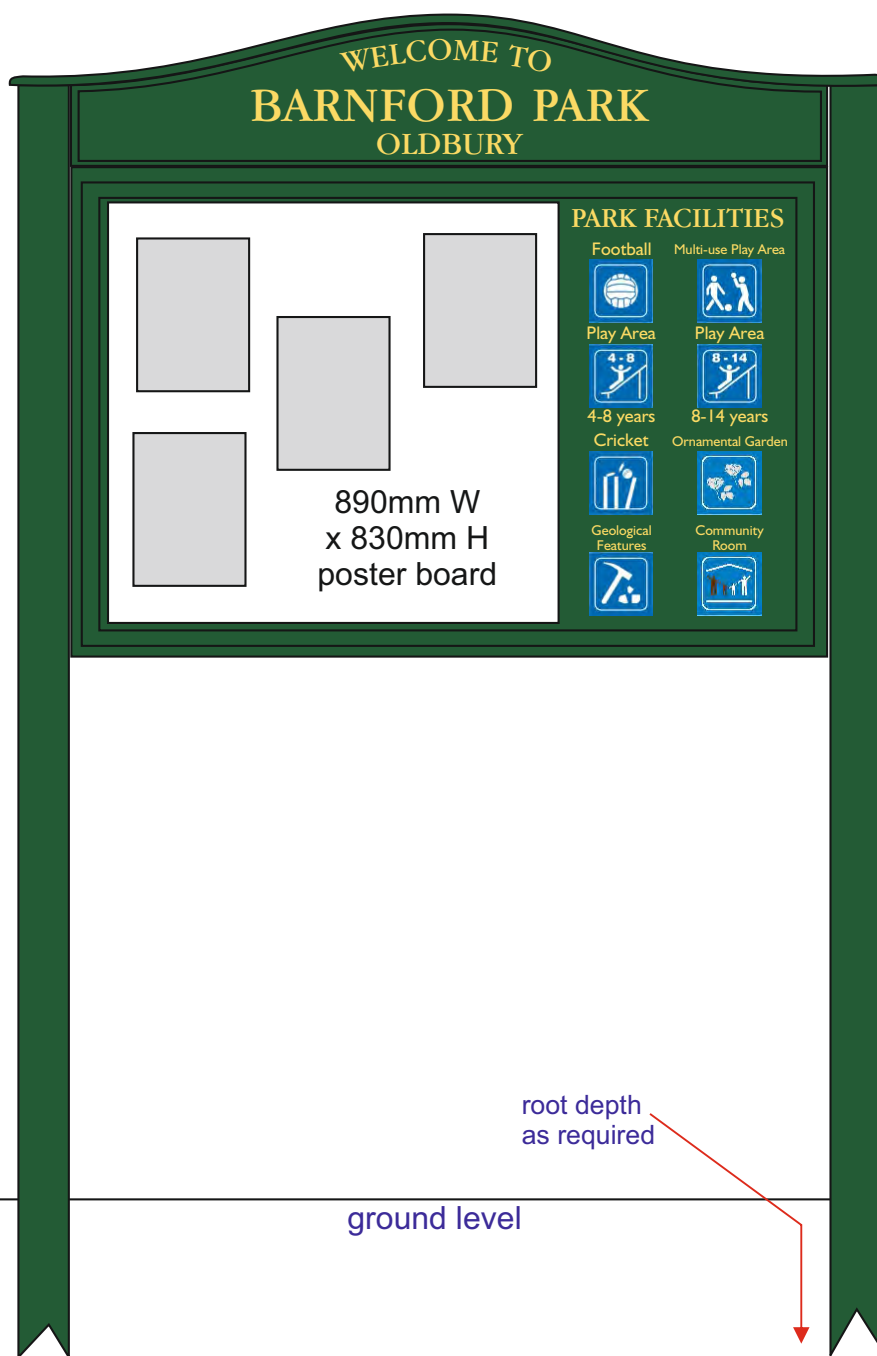 WELCOME TO
BARNFORD PARK
OLDBURY
PARK FACILITIES
Football
Multi-use Play Area
Play Area
4-8
4-8 years
Play Area
8-14
8-14 years
Cricket
Ornamental Garden
Geological
Features
Community
Room
890mm W
x 830mm H
poster board
root depth
as required
ground level